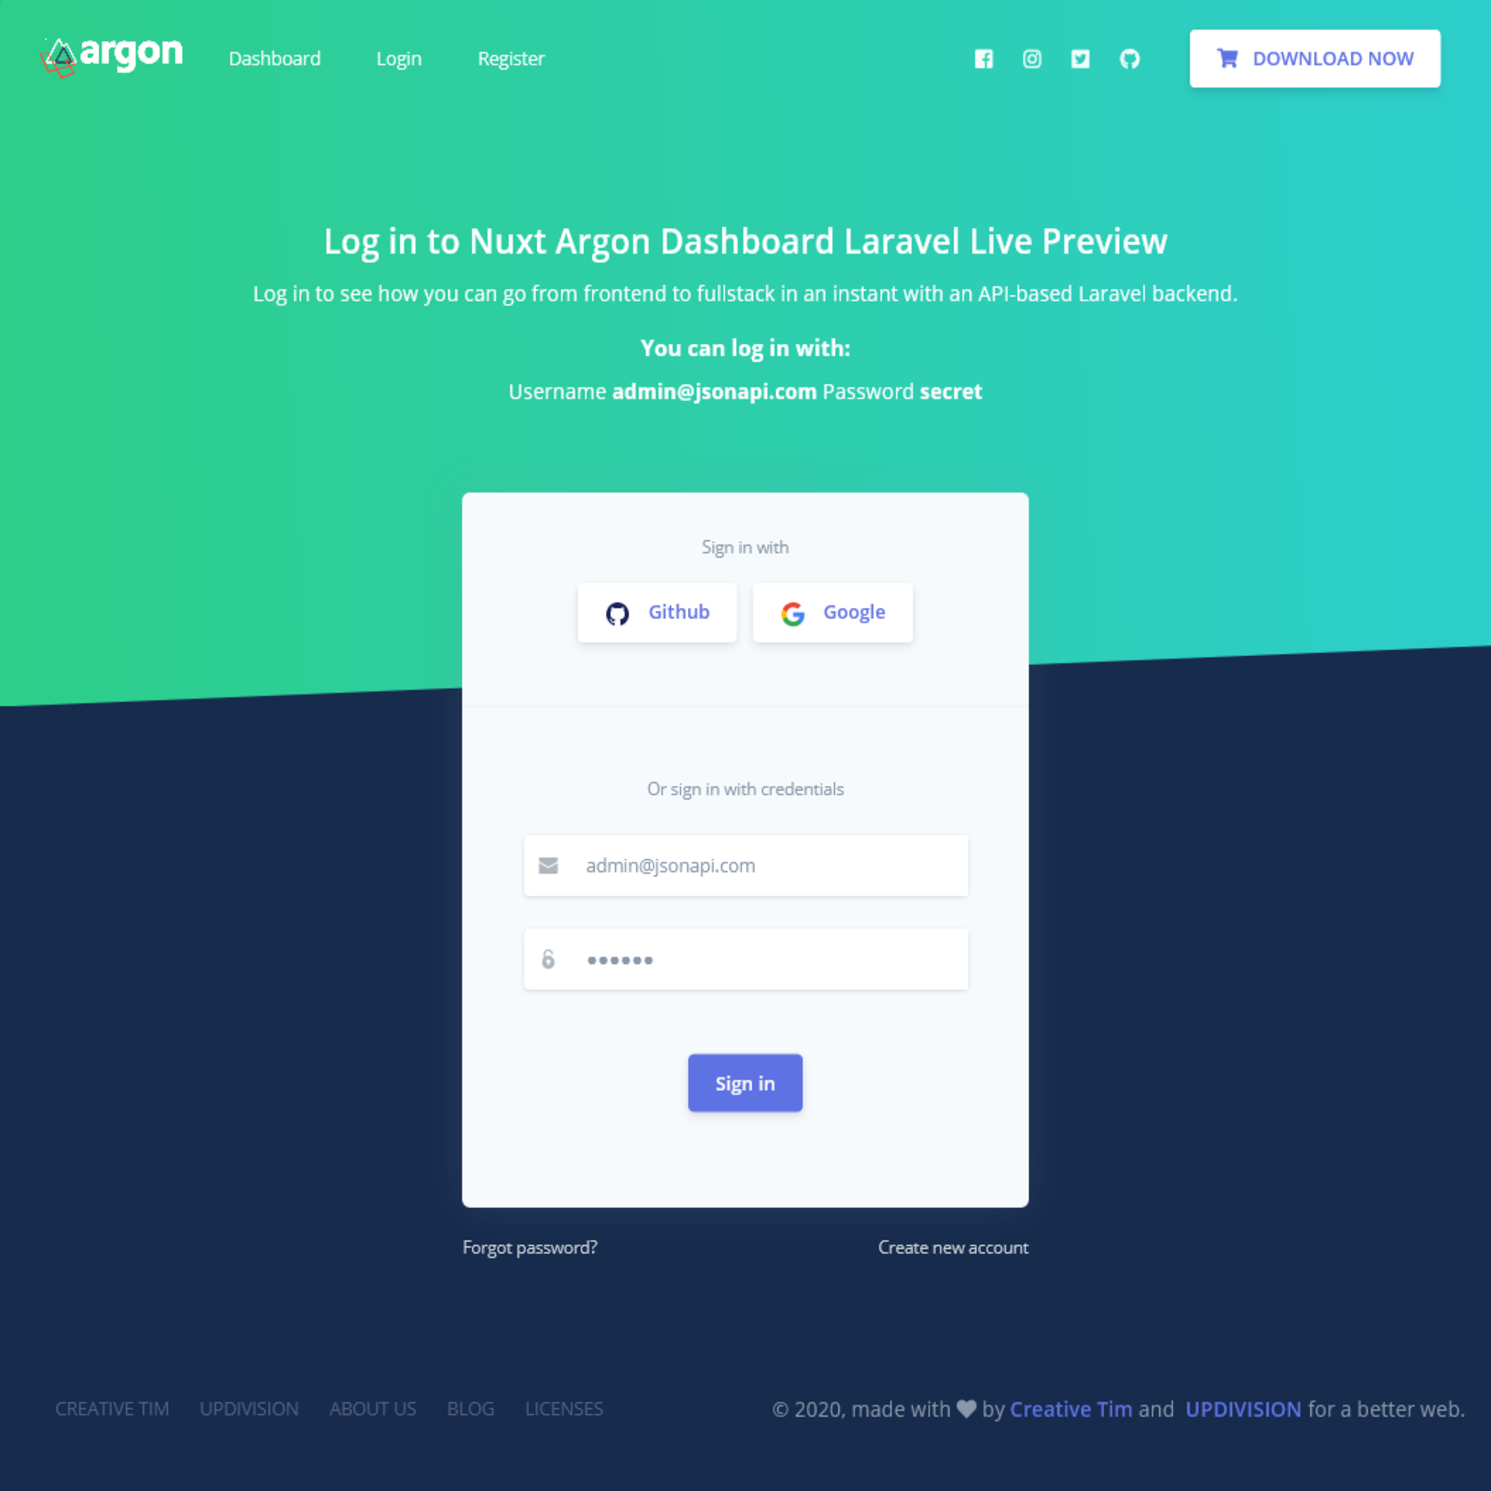 argon Dashboard Login Register DOWNLOAD NOW
Log in to Nuxt Argon Dashboard Laravel Live Preview
Log in to see how you can go from frontend to fullstack in an instant with an API-based Laravel backend.
You can log in with:
Username admin@jsonapi.com Password secret
Sign in with
Github Google
Or sign in with credentials
admin@jsonapi.com
••••••
Sign in
Forgot password? Create new account
CREATIVE TIM UPDIVISION ABOUT US BLOG LICENSES © 2020, made with ♥ by Creative Tim and UPDIVISION for a better web.